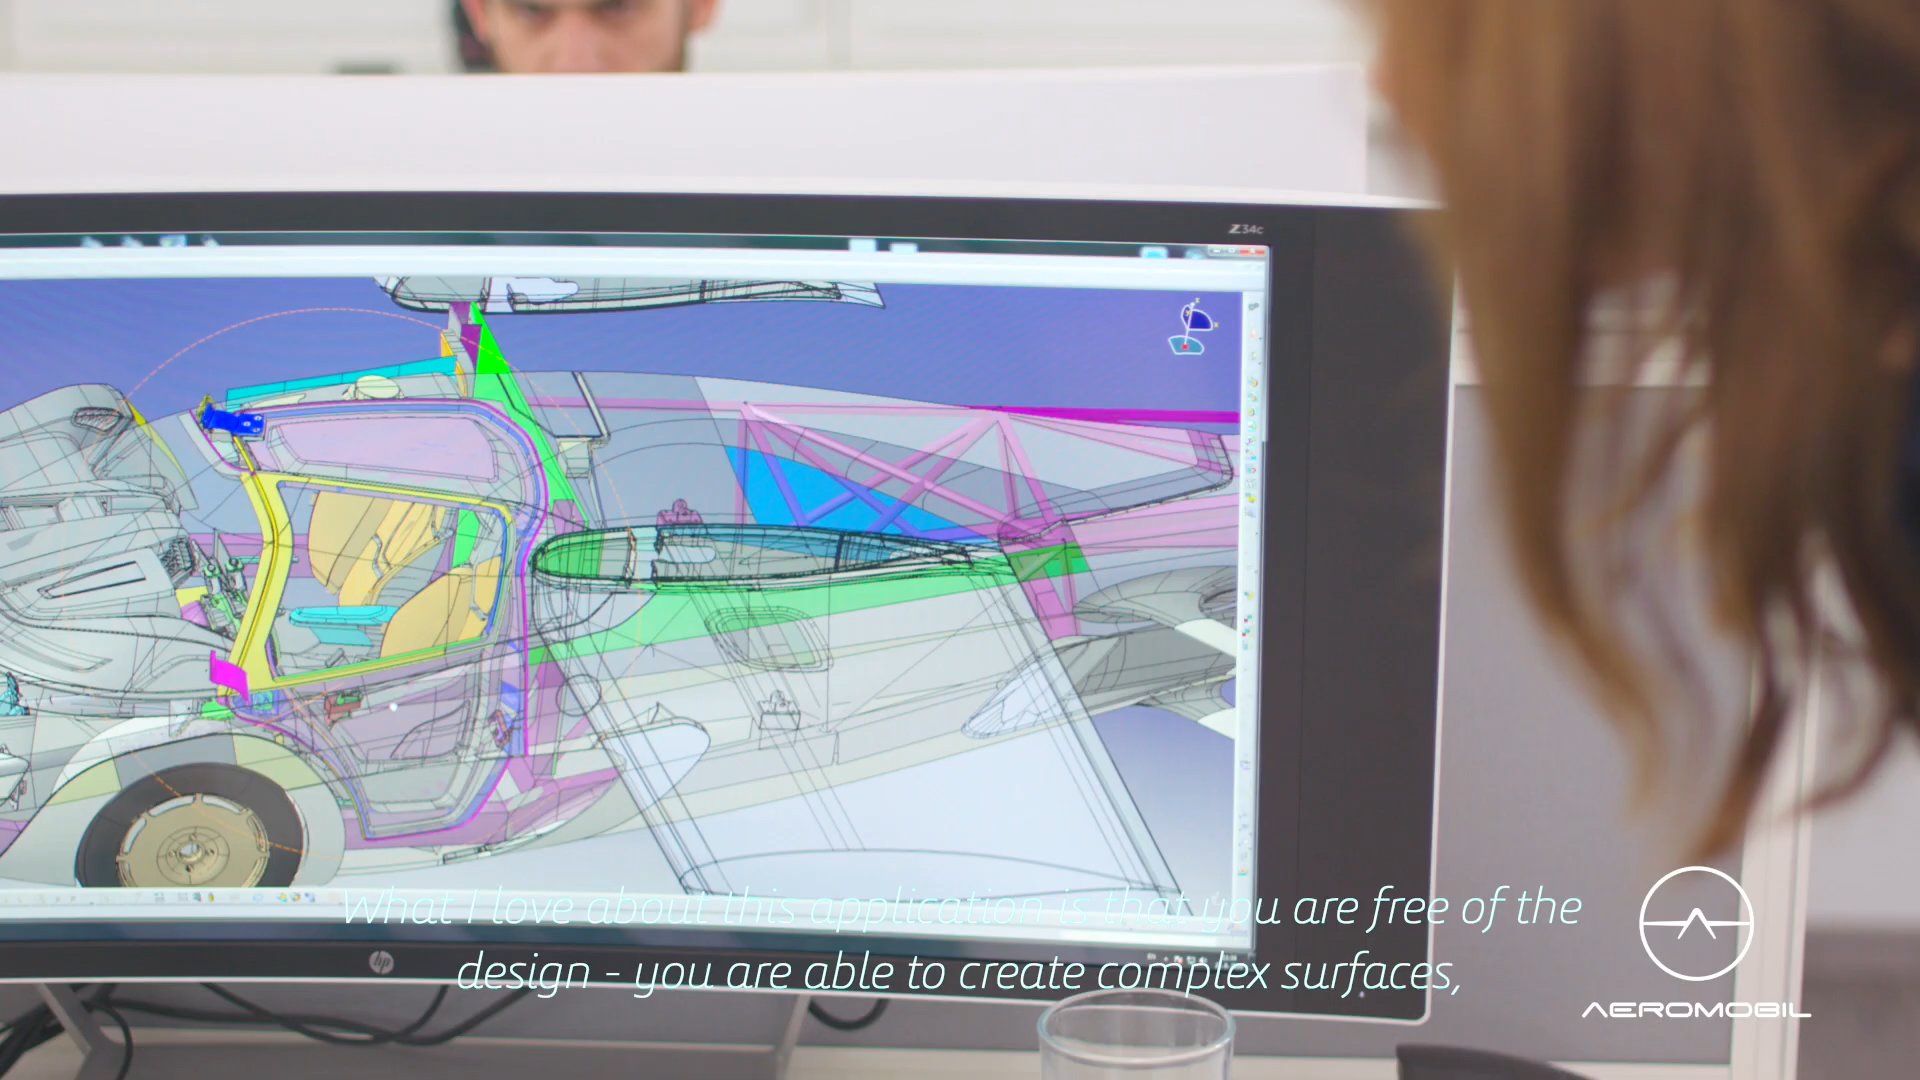 Z34c
hp
What I love about this application is that you are free of the
design - you are able to create complex surfaces,
AEROMOBIL